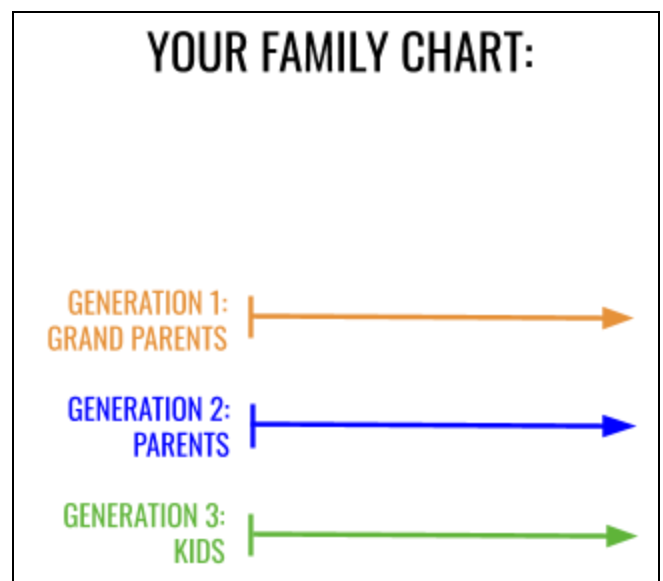 YOUR FAMILY CHART:
GENERATION 1:
GRAND PARENTS
GENERATION 2:
PARENTS
GENERATION 3:
KIDS